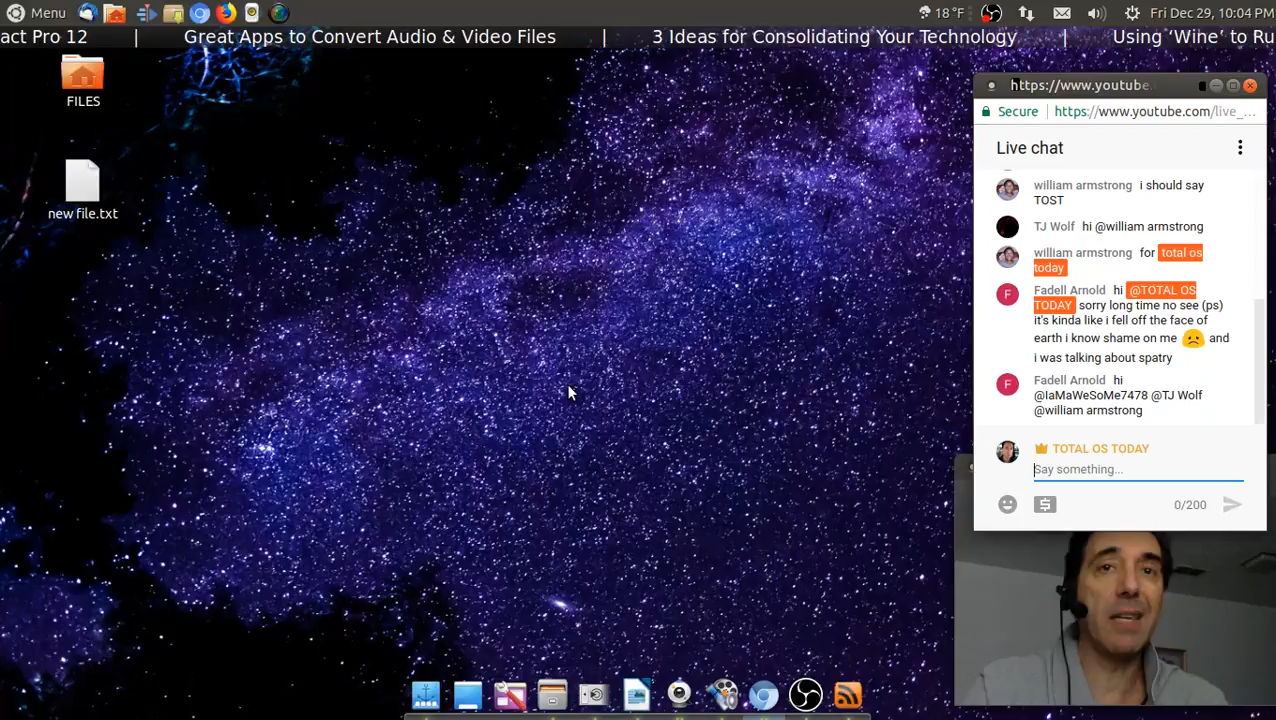 Menu
18 °F
Fri Dec 29, 10:04 PM
act Pro 12 | Great Apps to Convert Audio & Video Files | 3 Ideas for Consolidating Your Technology | Using ‘Wine’ to Ru
FILES
new file.txt
https://www.youtube.
Secure https://www.youtube.com/live_...
Live chat
william armstrong i should say
TOST
TJ Wolf hi @william armstrong
william armstrong for total os
today
Fadell Arnold hi @TOTAL OS
TODAY sorry long time no see (ps)
it's kinda like i fell off the face of
earth i know shame on me and
i was talking about spatry
Fadell Arnold hi
@IaMaWeSoMe7478 @TJ Wolf
@william armstrong
F
F
TOTAL OS TODAY
Say something...
0/200